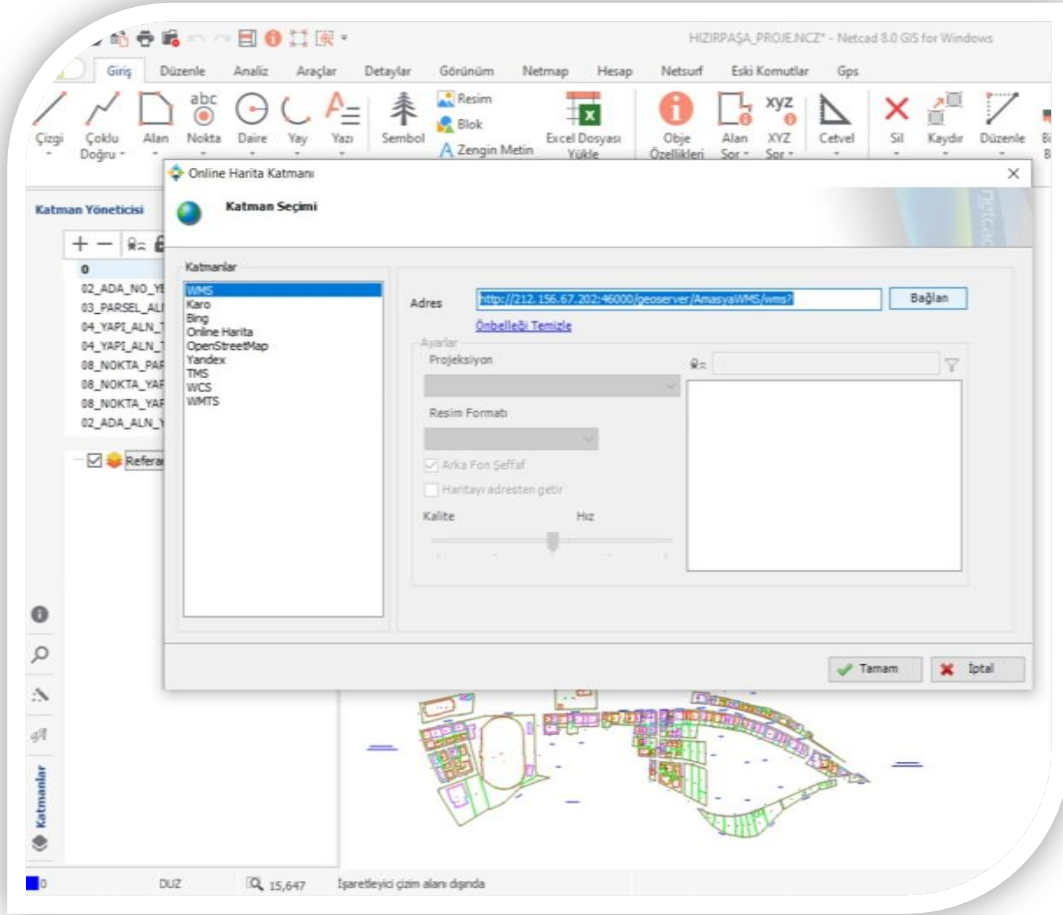 HIZIRPAŞA_PROJE.NCZ* - Netcad 8.0 GIS for Windows
Giriş Düzenle Analiz Araçlar Detaylar Görünüm Netmap Hesap Netsurf Eski Komutlar Gps
abc
Resim
Blok
A Zengin Metin
xyz
Çizgi Çoklu Doğru Alan Nokta Daire Yay Yazı Sembol Excel Dosyası Yükle Obje Özellikleri Alan Sor XYZ Sor Cetvel Sil Kaydır Düzenle
Online Harita Katmanı
Katman Yöneticisi
Katman Seçimi
netcad
0
02_ADA_NO_YE
03_PARSEL_ALI
04_YAPI_ALN_T
04_YAPI_ALN_T
08_NOKTA_PAR
08_NOKTA_YAP
08_NOKTA_YAP
02_ADA_ALN_Y
Referan
Katmanlar
WMS
Karo
Bing
Online Harita
OpenStreetMap
Yandex
TMS
WCS
WMTS
Adres http://212.156.67.202:46000/geoserver/AmasyaWMS/wms? Bağlan
Önbelleği Temizle
Ayarlar
Projeksiyon
Resim Formatı
Arka Fon Şeffaf
Haritayı adresten getir
Kalite Hız
Tamam İptal
Katmanlar
0 DUZ 15,647 İşaretleyici çizim alanı dışında